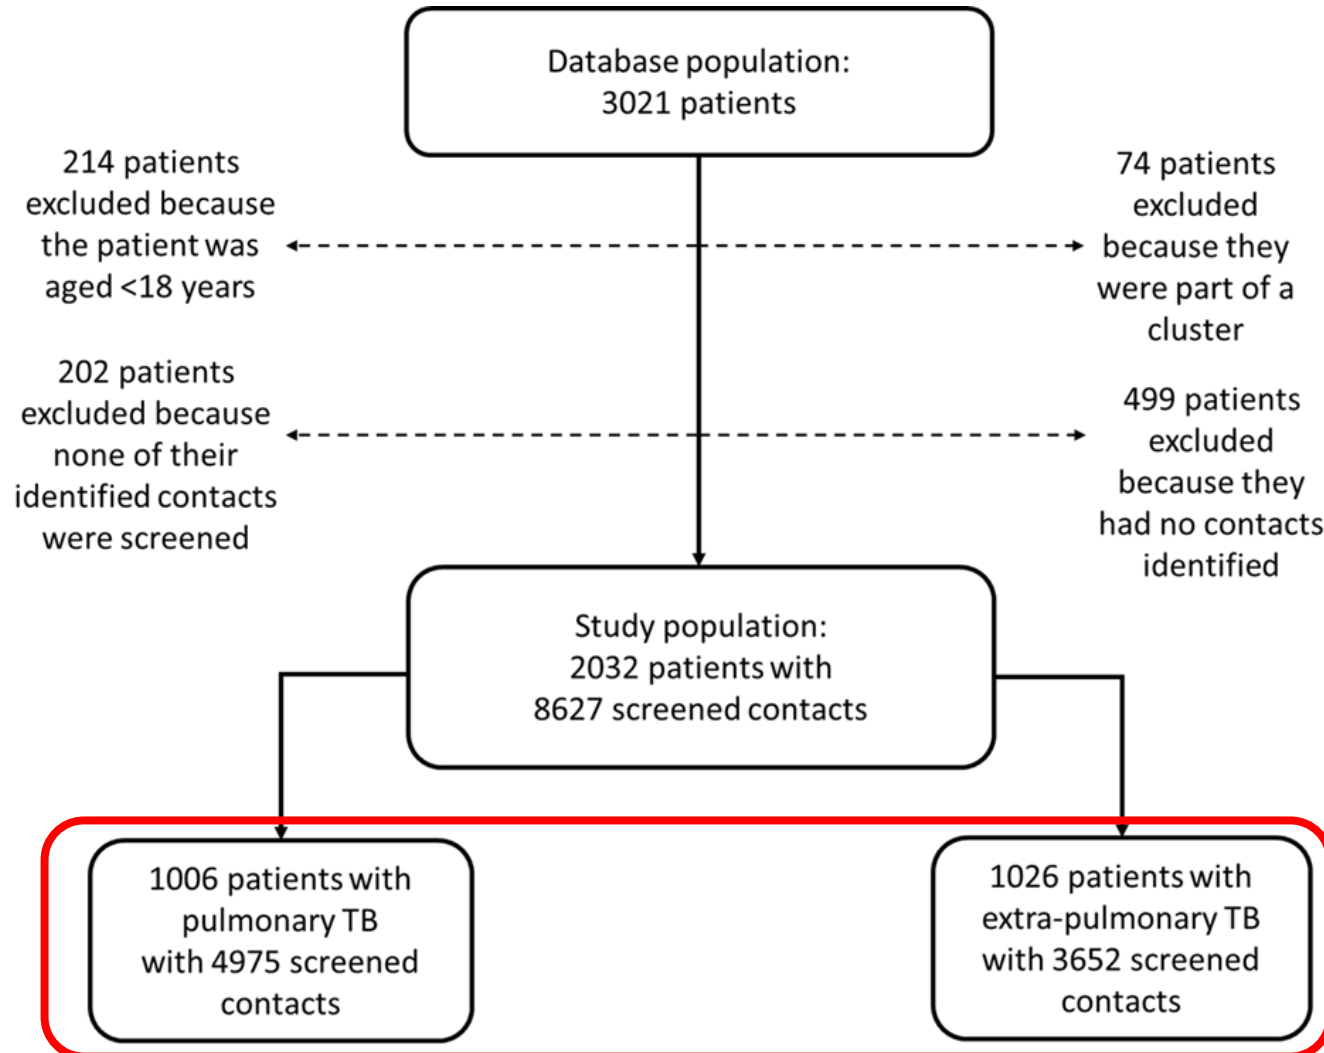 Database population:
3021 patients
214 patients
excluded because
the patient was
aged <18 years
74 patients
excluded
because they
were part of a
cluster
202 patients
excluded because
none of their
identified contacts
were screened
499 patients
excluded
because they
had no contacts
identified
Study population:
2032 patients with
8627 screened contacts
1006 patients with
pulmonary TB
with 4975 screened
contacts
1026 patients with
extra-pulmonary TB
with 3652 screened
contacts